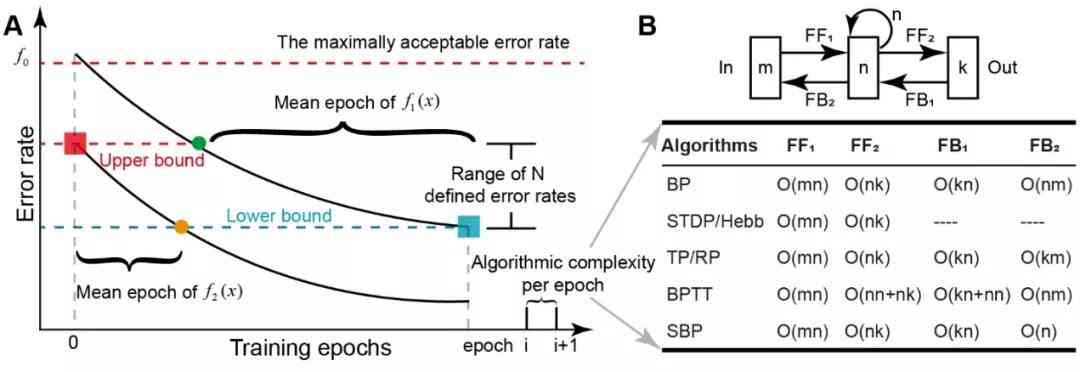 A
f₀
The maximally acceptable error rate
Mean epoch of f₁(x)
Upper bound
Range of N
defined error rates
Lower bound
Error rate
Mean epoch of f₂(x)
Algorithmic complexity
per epoch
0
Training epochs
epoch i i+1
B
n
FF₁ FF₂
In m n k Out
FB₂ FB₁
Algorithms FF₁ FF₂ FB₁ FB₂
BP O(mn) O(nk) O(kn) O(nm)
STDP/Hebb O(mn) O(nk) ---- ----
TP/RP O(mn) O(nk) O(kn) O(km)
BPTT O(mn) O(nn+nk) O(kn+nn) O(nm)
SBP O(mn) O(nk) O(kn) O(n)